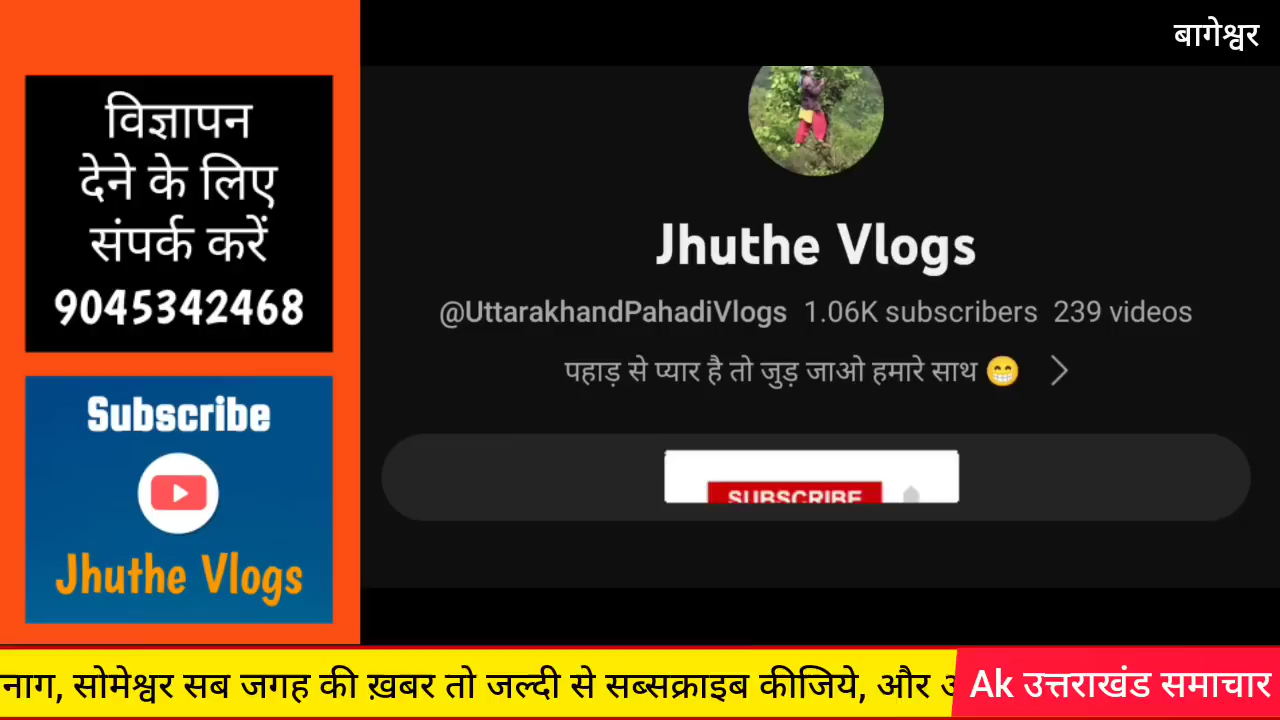 बागेश्वर
विज्ञापन
देने के लिए
संपर्क करें
9045342468
Subscribe
Jhuthe Vlogs
Jhuthe Vlogs
@UttarakhandPahadiVlogs 1.06K subscribers 239 videos
पहाड़ से प्यार है तो जुड़ जाओ हमारे साथ 😁
SUBSCRIBE
नाग, सोमेश्वर सब जगह की ख़बर तो जल्दी से सब्सक्राइब कीजिये, और
Ak उत्तराखंड समाचार